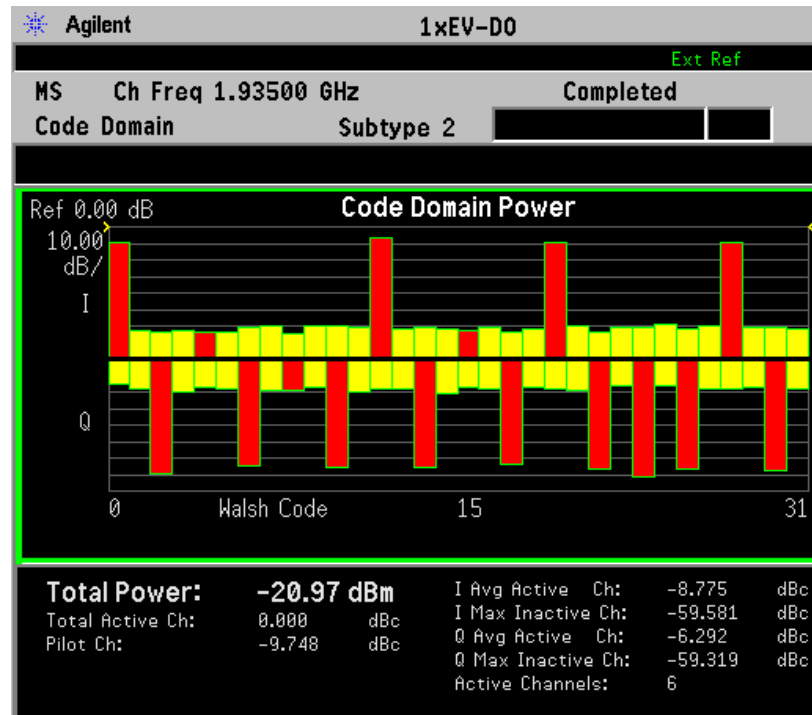 Agilent 1xEV-DO
Ext Ref
MS Ch Freq 1.93500 GHz Completed
Code Domain Subtype 2
Ref 0.00 dB Code Domain Power
10.00
dB/
I
Q
0 Walsh Code 15 31
Total Power: -20.97 dBm
Total Active Ch: 0.000 dBc
Pilot Ch: -9.748 dBc
I Avg Active Ch: -8.775 dBc
I Max Inactive Ch: -59.581 dBc
Q Avg Active Ch: -6.292 dBc
Q Max Inactive Ch: -59.319 dBc
Active Channels: 6